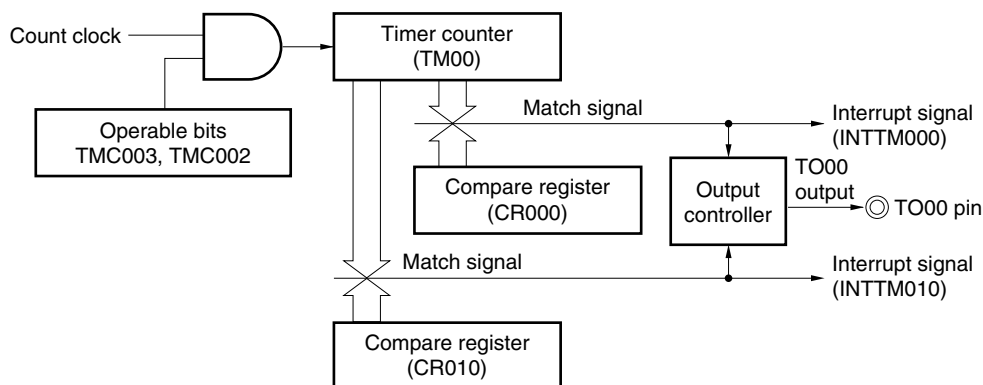 Count clock
Timer counter
(TM00)
Operable bits
TMC003, TMC002
Match signal
Interrupt signal
(INTTM000)
Compare register
(CR000)
Output
controller
TO00
output
TO00 pin
Match signal
Interrupt signal
(INTTM010)
Compare register
(CR010)